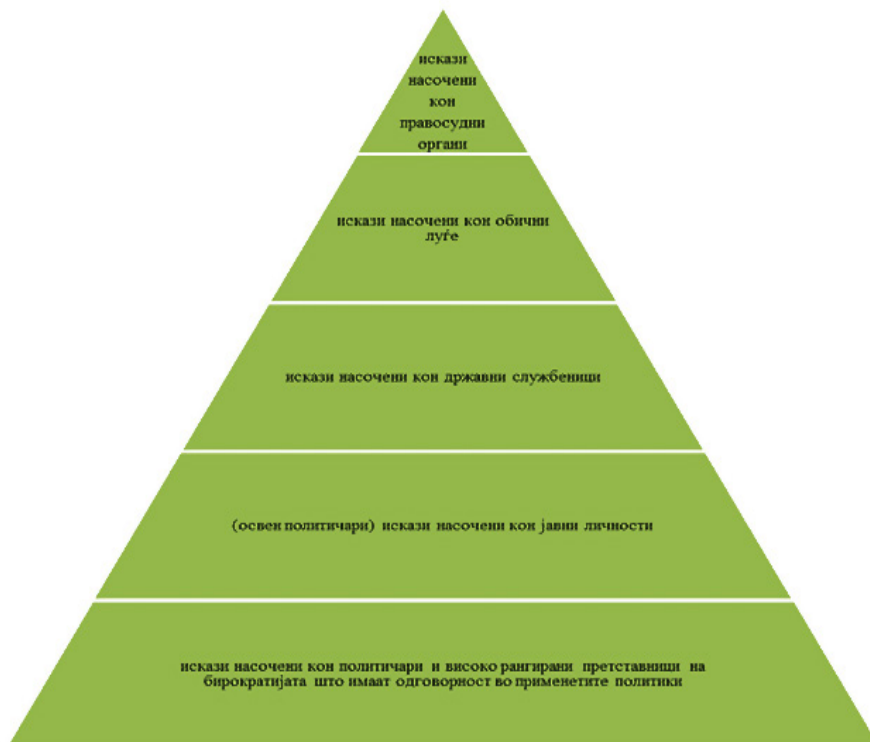 искази
насочени
кон
правосудни
органи
искази насочени кон обични
луѓе
искази насочени кон државни службеници
(освен политичари) искази насочени кон јавни личности
искази насочени кон политичари и високо рангирани претставници на
бирократијата што имаат одговорност во применетите политики